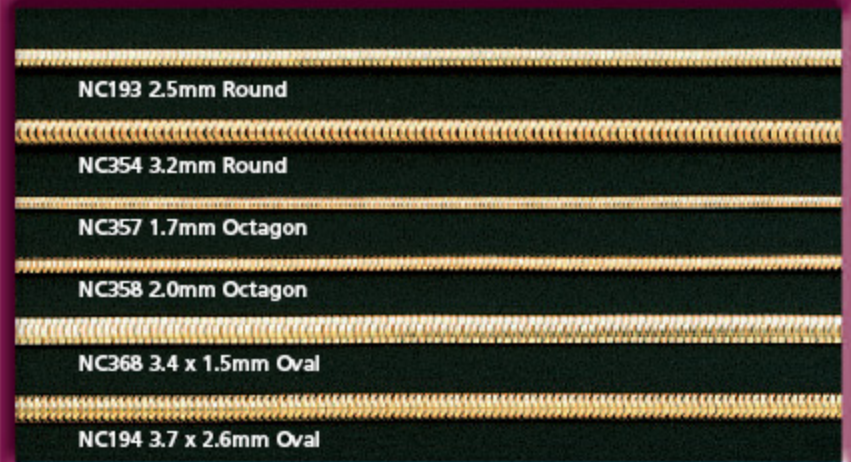 NC193 2.5mm Round
NC354 3.2mm Round
NC357 1.7mm Octagon
NC358 2.0mm Octagon
NC368 3.4 x 1.5mm Oval
NC194 3.7 x 2.6mm Oval